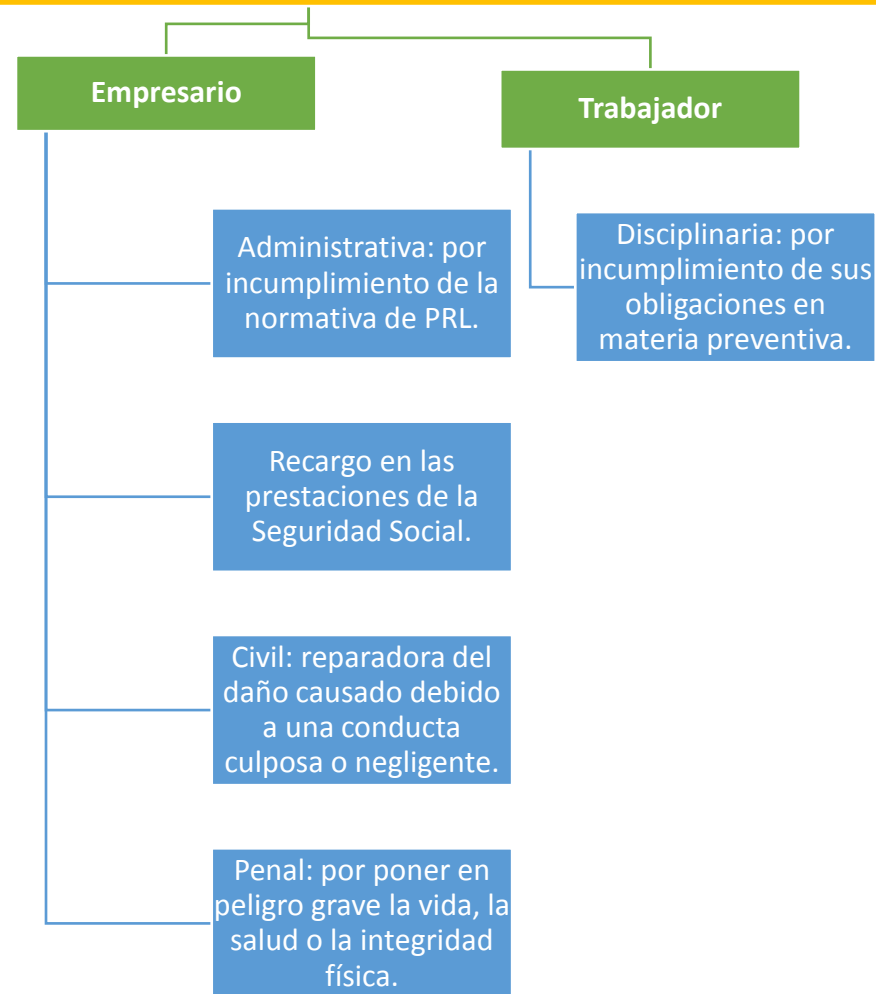 Empresario
Trabajador
Administrativa: por
incumplimiento de la
normativa de PRL.
Disciplinaria: por
incumplimiento de sus
obligaciones en
materia preventiva.
Recargo en las
prestaciones de la
Seguridad Social.
Civil: reparadora del
daño causado debido
a una conducta
culposa o negligente.
Penal: por poner en
peligro grave la vida, la
salud o la integridad
física.